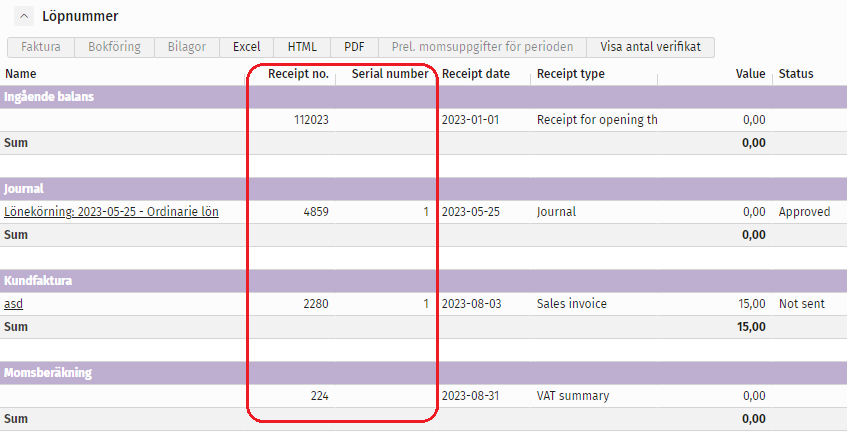 Löpnummer
Faktura Bokföring Bilagor Excel HTML PDF Prel. momsuppgifter för perioden Visa antal verifikat
Name Receipt no. Serial number Receipt date Receipt type Value Status
Ingående balans
112023 2023-01-01 Receipt for opening th 0,00
Sum 0,00
Journal
Lönekörning: 2023-05-25 - Ordinarie lön 4859 1 2023-05-25 Journal 0,00 Approved
Sum 0,00
Kundfaktura
asd 2280 1 2023-08-03 Sales invoice 15,00 Not sent
Sum 15,00
Momsberäkning
224 2023-08-31 VAT summary 0,00
Sum 0,00